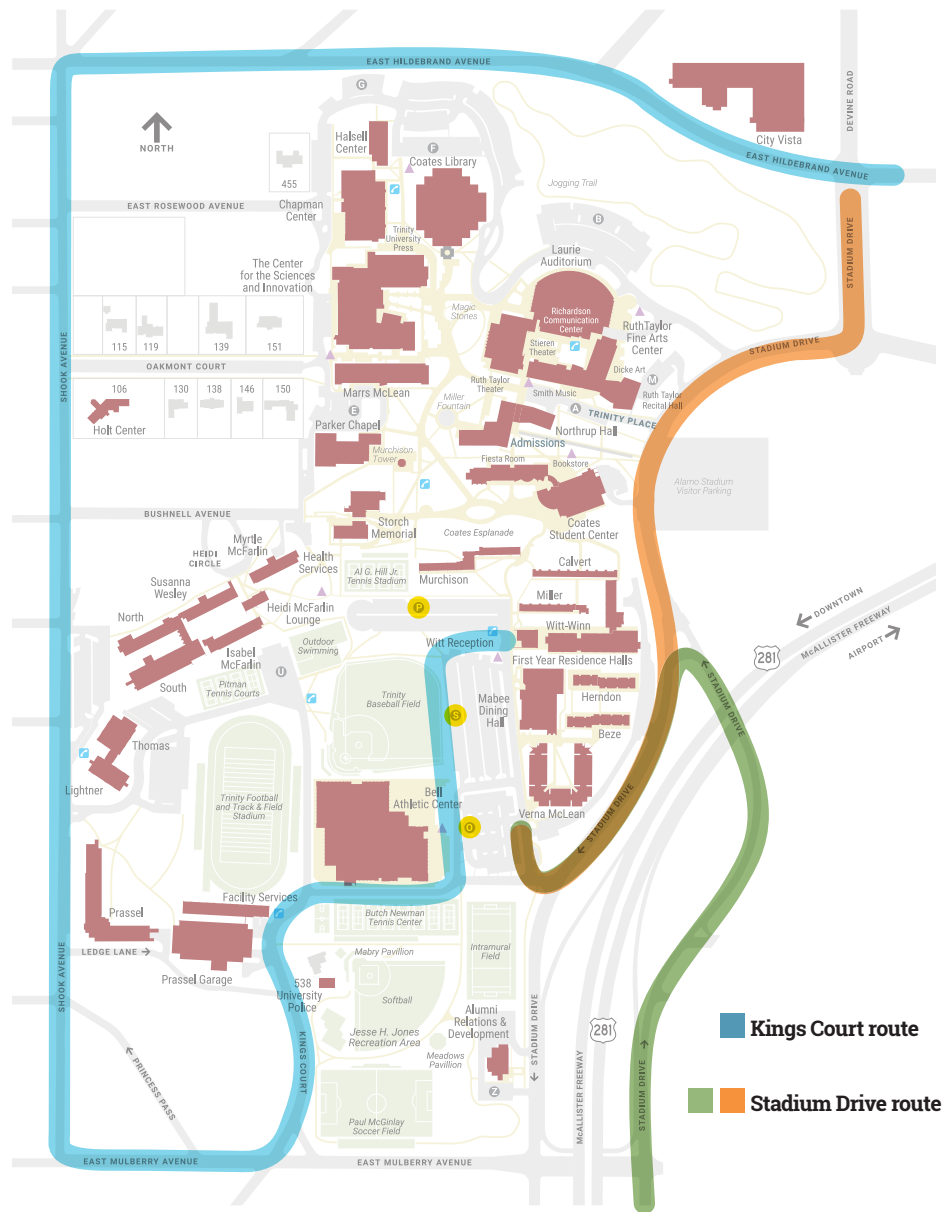 EAST HILDEBRAND AVENUE
G
City Vista
DEVINE ROAD
NORTH
Halsell
Center
F
Coates Library
EAST HILDEBRAND AVENUE
455
Jogging Trail
EAST ROSEWOOD AVENUE
Chapman
Center
Trinity
University
Press
B
STADIUM DRIVE
Laurie
Auditorium
The Center
for the Sciences
and Innovation
Magic
Stones
Richardson
Communication
Center
Ruth Taylor
Fine Arts
Center
SHOOK AVENUE
115
119
139
151
Stieren
Theater
STADIUM DRIVE
OAKMONT COURT
Dicke Art
M
Ruth Taylor
Theater
Smith Music
Ruth Taylor
Recital Hall
106
130
138
146
150
Marrs McLean
Miller
Fountain
Holt Center
E
Parker Chapel
A
TRINITY PLACE
Northrup Hall
Admissions
Murchison
Tower
Fiesta Room
Bookstore
Alamo Stadium
Visitor Parking
BUSHNELL AVENUE
Storch
Memorial
Coates Esplanade
Coates
Student Center
Myrtle
McFarlin
HEIDI
CIRCLE
Health
Services
Al G. Hill Jr.
Tennis Stadium
Murchison
Calvert
Susanna
Wesley
Miller
North
Heidi McFarlin
Lounge
P
DOWNTOWN
McALLISTER FREEWAY
AIRPORT
281
Witt-Winn
Witt Reception
First Year Residence Halls
Isabel
McFarlin
Outdoor
Swimming
South
U
Pitman
Tennis Courts
Trinity
Baseball Field
Mabee
Dining
Hall
Herndon
STADIUM DRIVE
S
Beze
Thomas
Lightner
Trinity Football
and Track & Field
Stadium
Bell
Athletic Center
Verna McLean
STADIUM DRIVE
O
Prassel
Facility Services
Butch Newman
Tennis Center
SHOOK AVENUE
LEDGE LANE
Prassel Garage
Mabry Pavillion
Intramural
Field
538
University
Police
Softball
Alumni
Relations &
Development
Jesse H. Jones
Recreation Area
281
Kings Court route
KINGS COURT
Meadows
Pavillion
STADIUM DRIVE
McALLISTER FREEWAY
STADIUM DRIVE
PRINCESS PASS
Z
Stadium Drive route
Paul McGinlay
Soccer Field
EAST MULBERRY AVENUE
EAST MULBERRY AVENUE